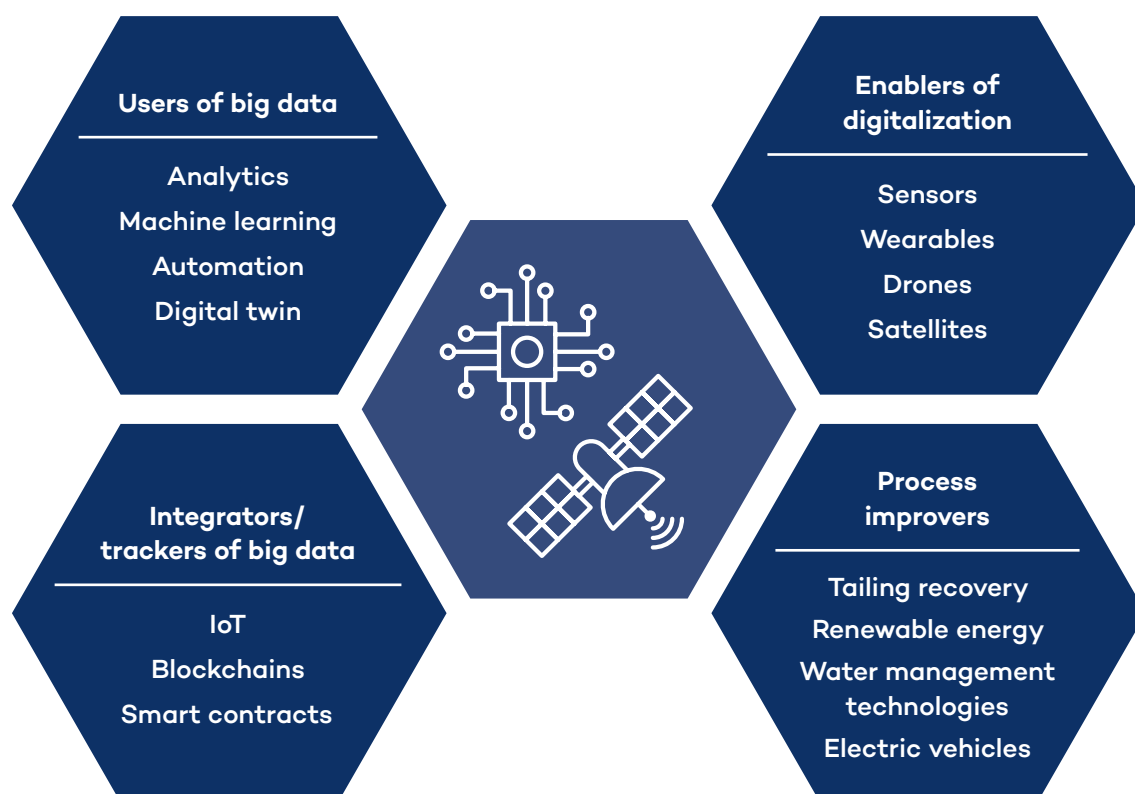 Users of big data
Analytics
Machine learning
Automation
Digital twin
Enablers of
digitalization
Sensors
Wearables
Drones
Satellites
Integrators/
trackers of big data
IoT
Blockchains
Smart contracts
Process
improvers
Tailing recovery
Renewable energy
Water management
technologies
Electric vehicles